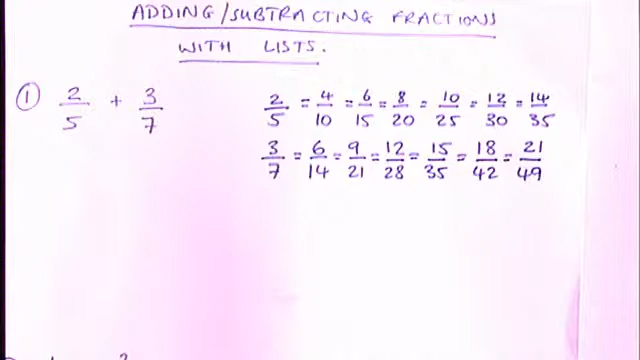 ADDING/SUBTRACTING FRACTIONS
WITH LISTS.
① 2/5 + 3/7
2/5 = 4/10 = 6/15 = 8/20 = 10/25 = 12/30 = 14/35
3/7 = 6/14 = 9/21 = 12/28 = 15/35 = 18/42 = 21/49